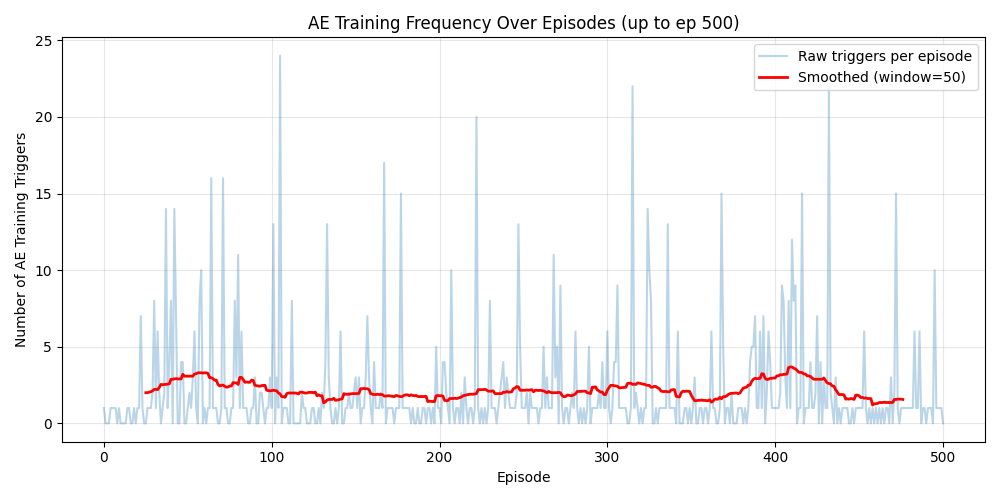 AE Training Frequency Over Episodes (up to ep 500)
Raw triggers per episode
Smoothed (window=50)
Number of AE Training Triggers
25
20
15
10
5
0
0 100 200 300 400 500
Episode